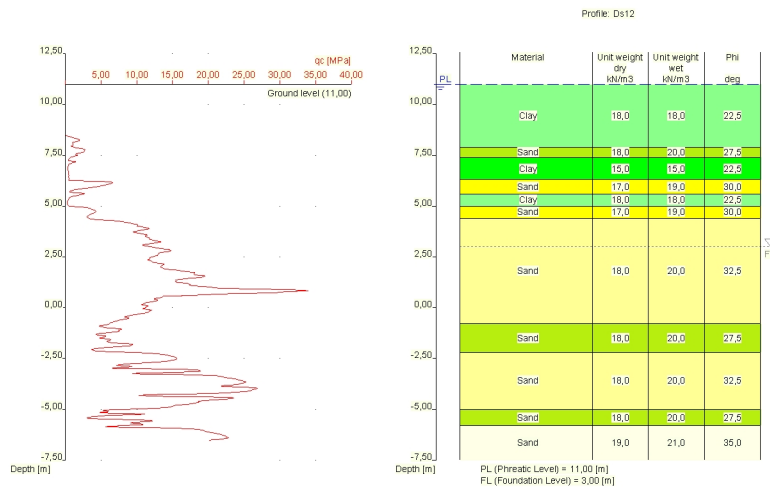 Profile: Ds12
12,50
10,00
7,50
5,00
2,50
0,00
-2,50
-5,00
-7,50
Depth [m]
qc [MPa]
5,00 10,00 15,00 20,00 25,00 30,00 35,00 40,00
Ground level (11,00)
12,50
10,00
7,50
5,00
2,50
0,00
-2,50
-5,00
-7,50
Depth [m]
PL
Material Unit weight dry kN/m3 Unit weight wet kN/m3 Phi deg
Clay 18,0 18,0 22,5
Sand 18,0 20,0 27,5
Clay 15,0 15,0 22,5
Sand 17,0 19,0 30,0
Clay 18,0 18,0 22,5
Sand 17,0 19,0 30,0
Sand 18,0 20,0 32,5
Sand 18,0 20,0 27,5
Sand 18,0 20,0 32,5
Sand 18,0 20,0 27,5
Sand 19,0 21,0 35,0
F
PL (Phreatic Level) = 11,00 [m]
FL (Foundation Level) = 3,00 [m]